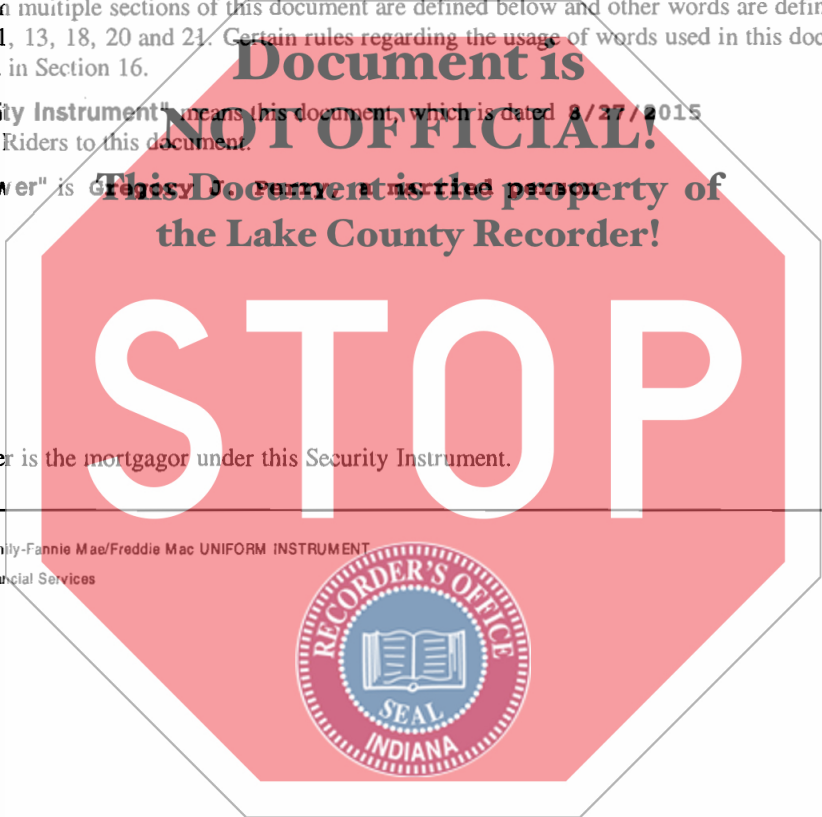 multiple sections of this document are defined below and other words are defin
1, 13, 18, 20 and 21. Certain rules regarding the usage of words used in this doc
in Section 16.
Document is
ty Instrument" means this document, which is dated 8/27/2015
NOT OFFICIAL!
Riders to this document.
er" is Gregory J. Perry, a married person
This Document is the property of
the Lake County Recorder!
STOP
r is the mortgagor under this Security Instrument.
ily-Fannie Mae/Freddie Mac UNIFORM INSTRUMENT
ncial Services
RECORDER'S OFFICE
SEAL
INDIANA